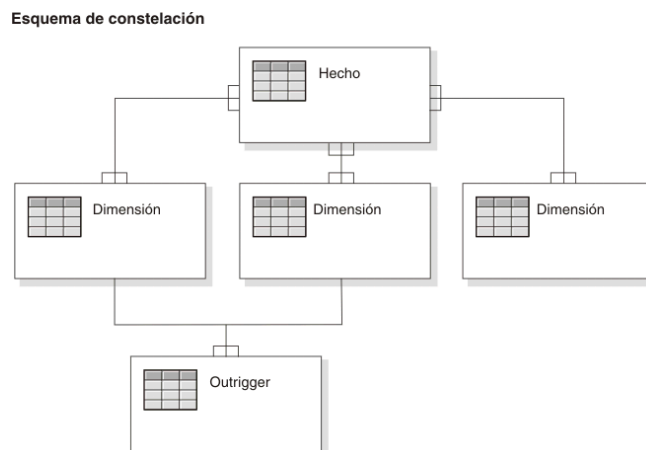 Esquema de constelación
Hecho
Dimensión
Dimensión
Dimensión
Outrigger